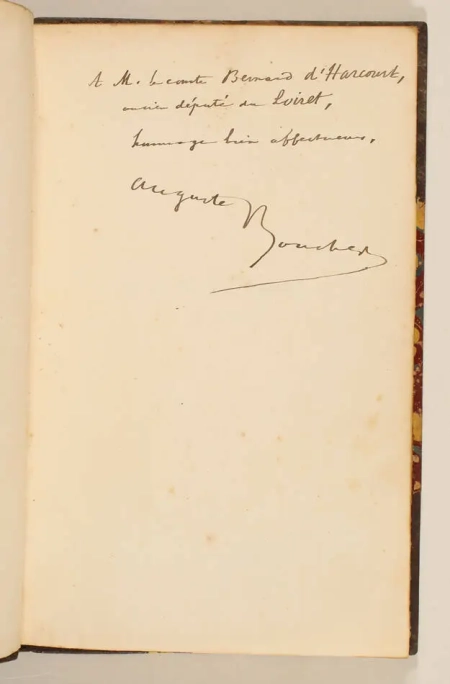 A M. le comte Bernard d'Harcourt,
ancien député du Loiret,
hommage bien affectueux,
Auguste
Boucher